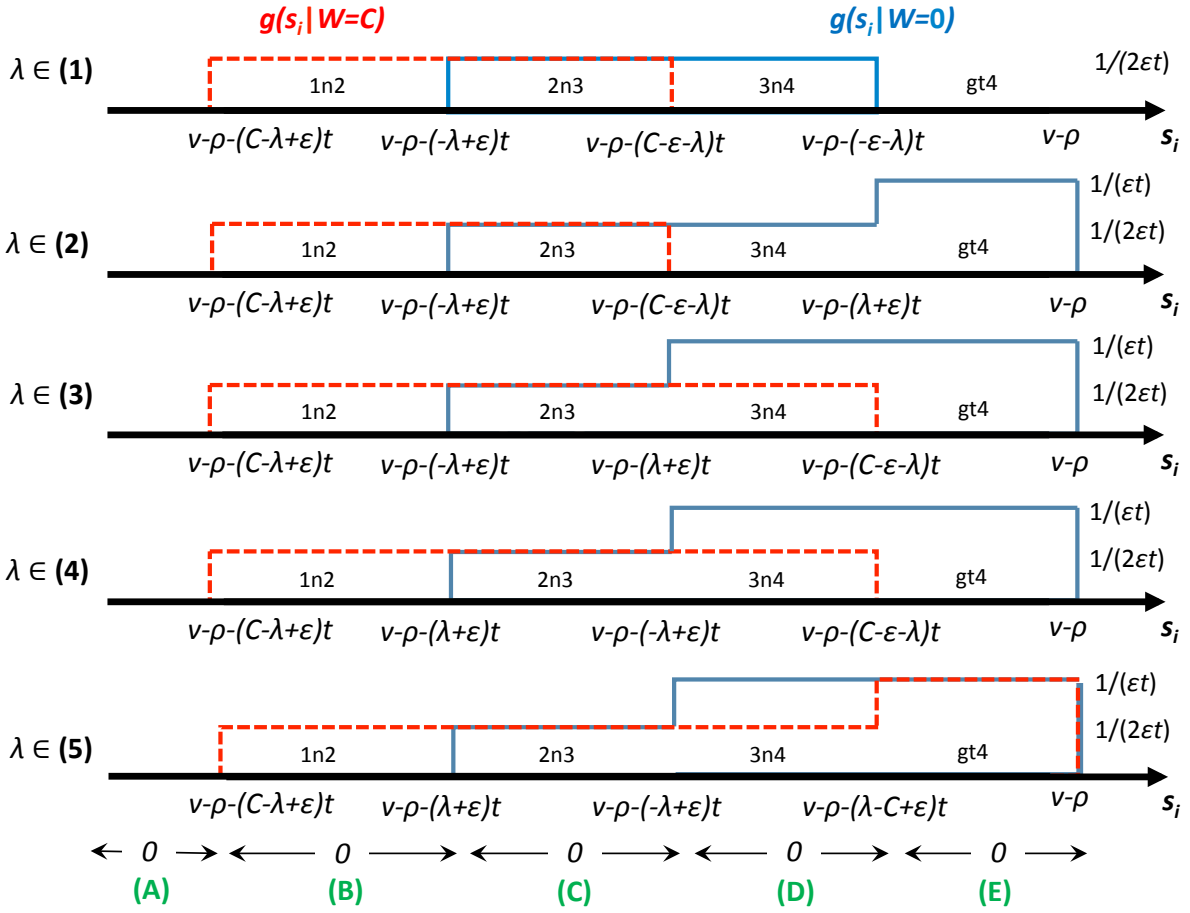 g(s_i|W=C) g(s_i|W=0)
λ ∈ (1) 1n2 2n3 3n4 gt4 1/(2εt)
v-ρ-(C-λ+ε)t v-ρ-(-λ+ε)t v-ρ-(C-ε-λ)t v-ρ-(-ε-λ)t v-ρ s_i
1/(εt)
λ ∈ (2) 1n2 2n3 3n4 gt4 1/(2εt)
v-ρ-(C-λ+ε)t v-ρ-(-λ+ε)t v-ρ-(C-ε-λ)t v-ρ-(λ+ε)t v-ρ s_i
1/(εt)
λ ∈ (3) 1n2 2n3 3n4 gt4 1/(2εt)
v-ρ-(C-λ+ε)t v-ρ-(-λ+ε)t v-ρ-(λ+ε)t v-ρ-(C-ε-λ)t v-ρ s_i
1/(εt)
λ ∈ (4) 1n2 2n3 3n4 gt4 1/(2εt)
v-ρ-(C-λ+ε)t v-ρ-(λ+ε)t v-ρ-(-λ+ε)t v-ρ-(C-ε-λ)t v-ρ s_i
1/(εt)
λ ∈ (5) 1n2 2n3 3n4 gt4 1/(2εt)
v-ρ-(C-λ+ε)t v-ρ-(λ+ε)t v-ρ-(-λ+ε)t v-ρ-(λ-C+ε)t v-ρ s_i
0 0 0 0 0
(A) (B) (C) (D) (E)